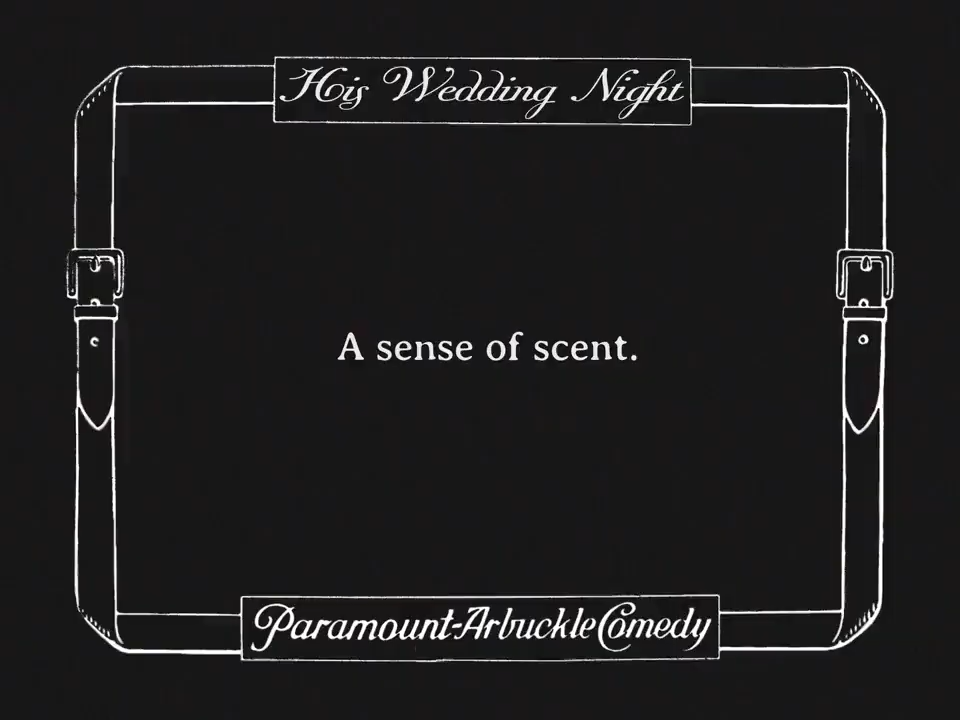 His Wedding Night
A sense of scent.
Paramount-Arbuckle Comedy